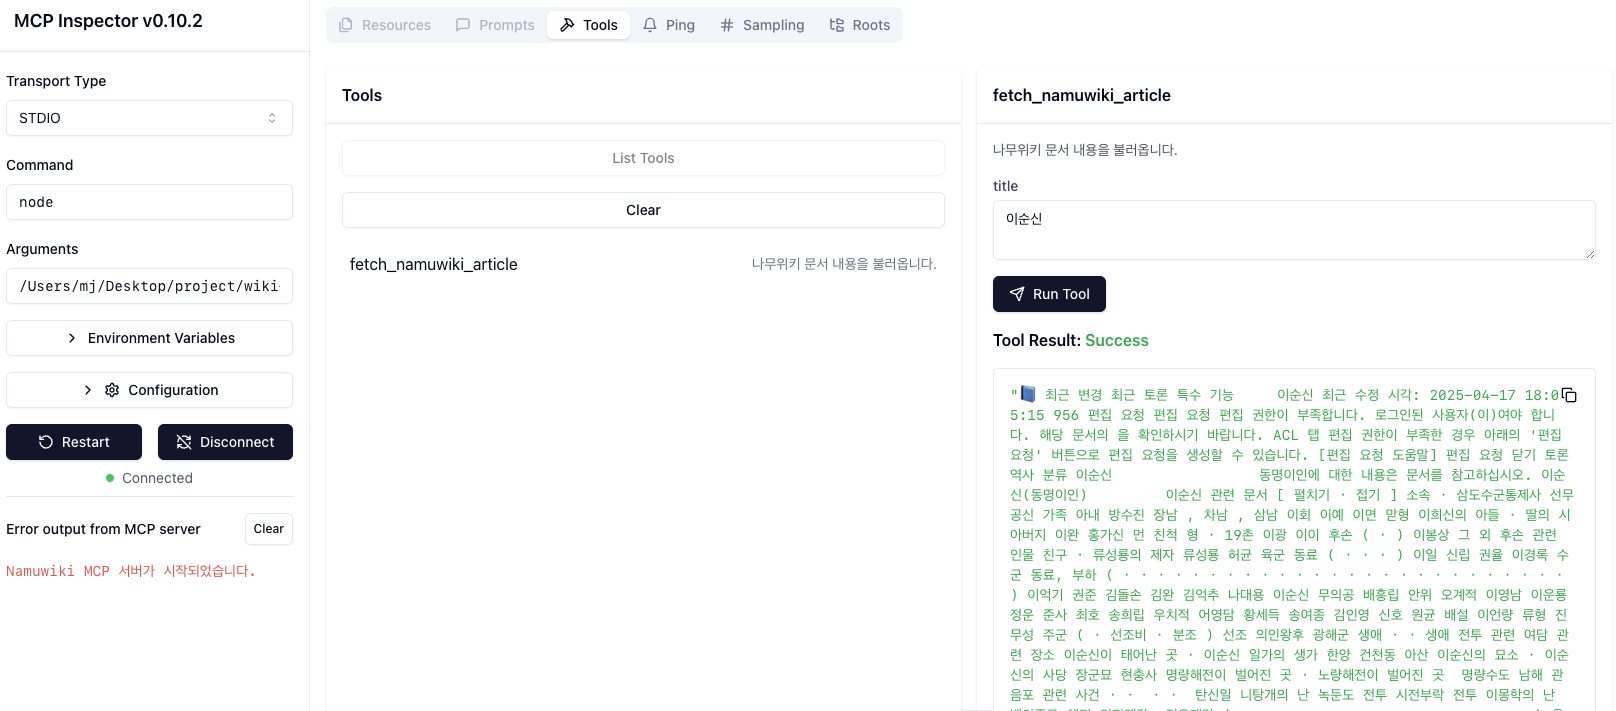 MCP Inspector v0.10.2
Transport Type
STDIO
Command
node
Arguments
/Users/mj/Desktop/project/wiki-
Environment Variables
Configuration
Restart
Disconnect
Connected
Error output from MCP server
Clear
Namuwiki MCP 서버가 시작되었습니다.
Resources
Prompts
Tools
Ping
Sampling
Roots
Tools
List Tools
Clear
fetch_namuwiki_article
나무위키 문서 내용을 불러옵니다.
fetch_namuwiki_article
나무위키 문서 내용을 불러옵니다.
title
이순신
Run Tool
Tool Result: Success
"📘 최근 변경 최근 토론 특수 기능 이순신 최근 수정 시각: 2025-04-17 18:0
5:15 956 편집 요청 편집 요청 편집 권한이 부족합니다. 로그인된 사용자(이)여야 합니
다. 해당 문서의 을 확인하시기 바랍니다. ACL 탭 편집 권한이 부족한 경우 아래의 '편집
요청' 버튼으로 편집 요청을 생성할 수 있습니다. [편집 요청 도움말] 편집 요청 닫기 토론
역사 분류 이순신 동명이인에 대한 내용은 문서를 참고하십시오. 이순
신(동명이인) 이순신 관련 문서 [ 펼치기 · 접기 ] 소속 · 삼도수군통제사 선무
공신 가족 아내 방수진 장남 , 차남 , 삼남 이회 이예 이면 맏형 이희신의 아들 · 딸의 시
아버지 이완 홍가신 먼 친척 형 · 19촌 이광 이이 후손 ( · ) 이봉상 그 외 후손 관련
인물 친구 · 류성룡의 제자 류성룡 허균 육군 동료 ( · · · ) 이일 신립 권율 이경록 수
군 동료, 부하 ( · · · · · · · · · · · · · · · · · · · · · · · · · · ·
) 이억기 권준 김돌손 김완 김억추 나대용 이순신 무의공 배흥립 안위 오계적 이영남 이운룡
정운 준사 최호 송희립 우치적 어영담 황세득 송여종 김인영 신호 원균 배설 이언량 류형 진
무성 주군 ( · 선조비 · 분조 ) 선조 의인왕후 광해군 생애 · · 생애 전투 관련 여담 관
련 장소 이순신이 태어난 곳 · 이순신 일가의 생가 한양 건천동 아산 이순신의 묘소 · 이순
신의 사당 장군묘 현충사 명량해전이 벌어진 곳 · 노량해전이 벌어진 곳 명량수도 남해 관
음포 관련 사건 · · · · 탄신일 니탕개의 난 녹둔도 전투 시전부락 전투 이몽학의 난